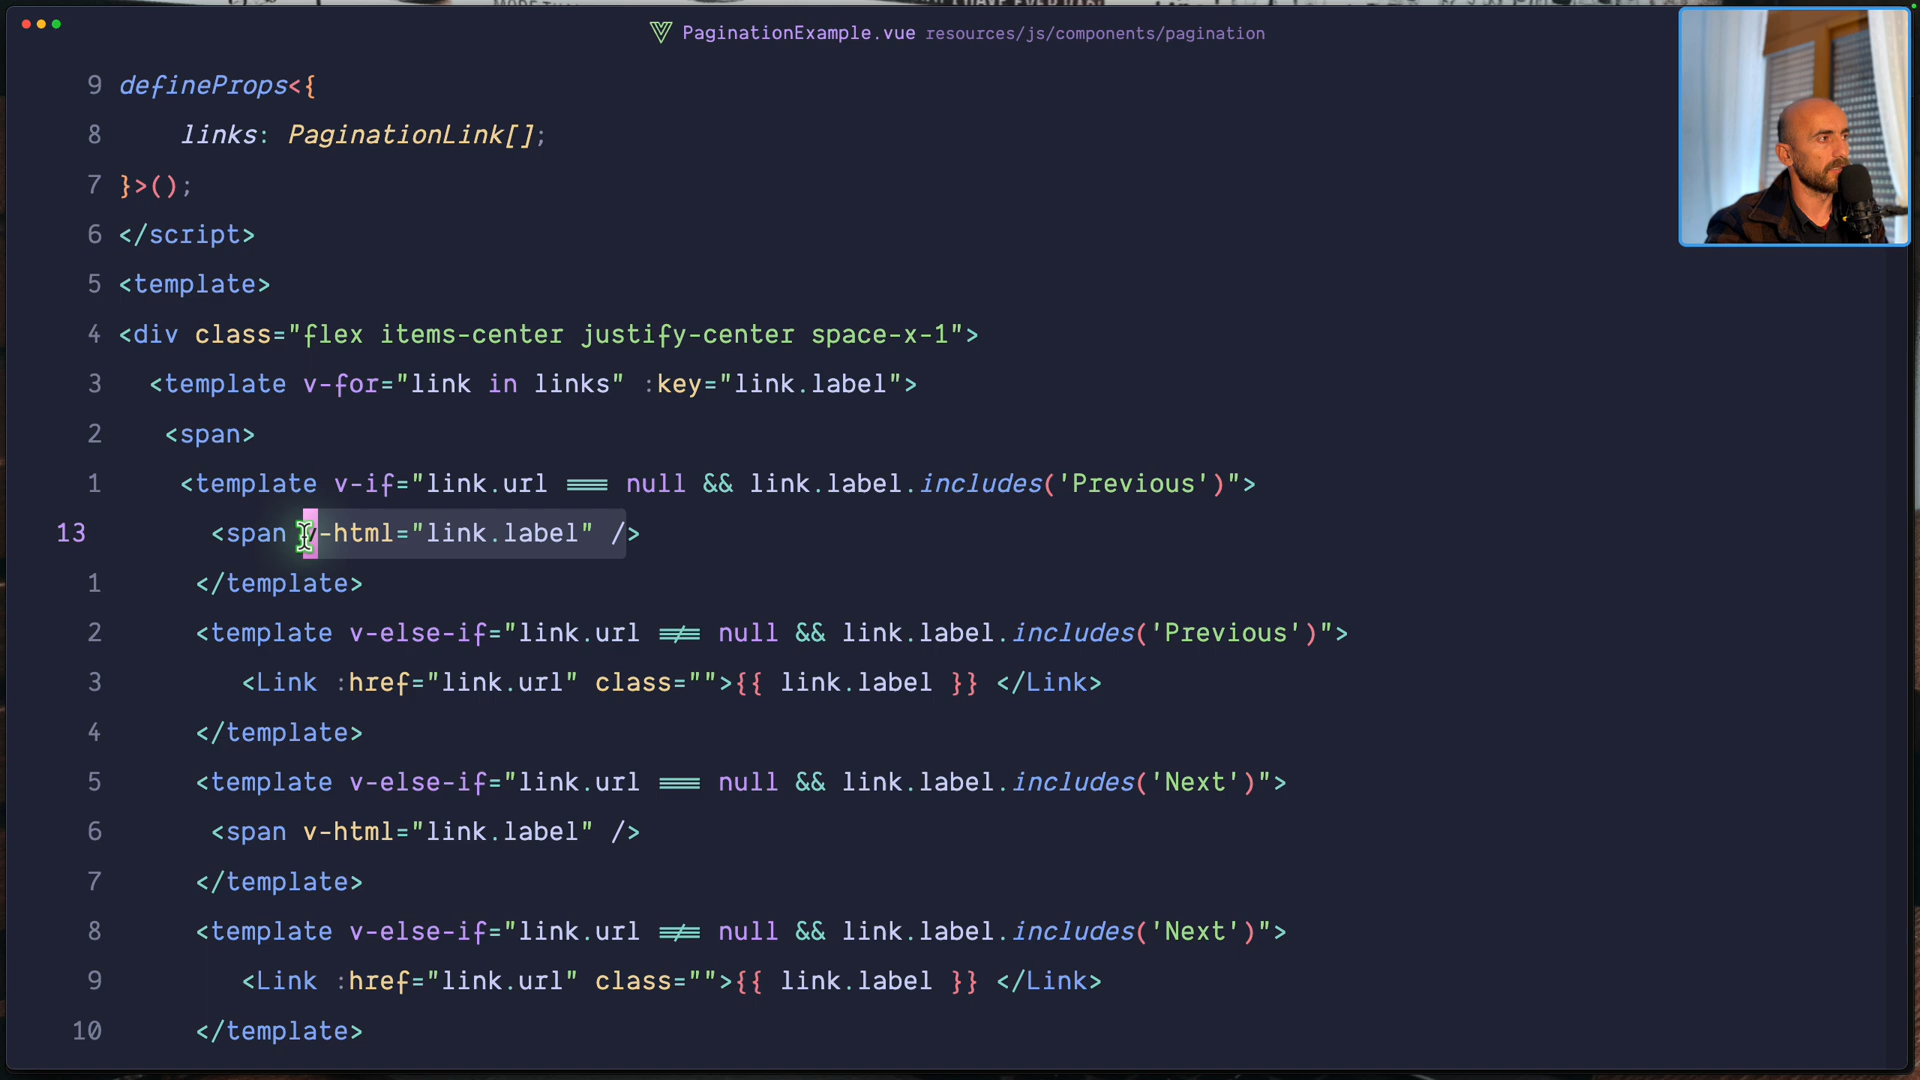 PaginationExample.vue resources/js/components/pagination
9 defineProps<{
8 links: PaginationLink[];
7 }>();
6 </script>
5 <template>
4 <div class="flex items-center justify-center space-x-1">
3 <template v-for="link in links" :key="link.label">
2 <span>
1 <template v-if="link.url === null && link.label.includes('Previous')">
13 <span v-html="link.label" />
1 </template>
2 <template v-else-if="link.url !== null && link.label.includes('Previous')">
3 <Link :href="link.url" class="">{{ link.label }} </Link>
4 </template>
5 <template v-else-if="link.url === null && link.label.includes('Next')">
6 <span v-html="link.label" />
7 </template>
8 <template v-else-if="link.url !== null && link.label.includes('Next')">
9 <Link :href="link.url" class="">{{ link.label }} </Link>
10 </template>